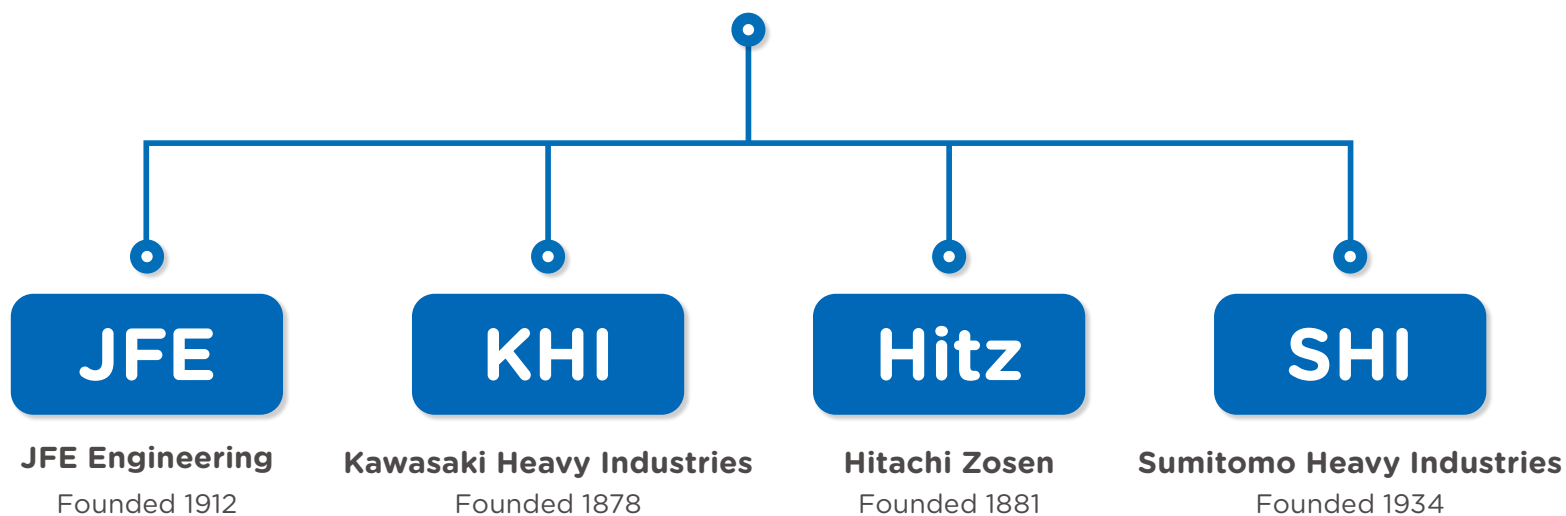 JFE
KHI
Hitz
SHI
JFE Engineering
Kawasaki Heavy Industries
Hitachi Zosen
Sumitomo Heavy Industries
Founded 1912
Founded 1878
Founded 1881
Founded 1934